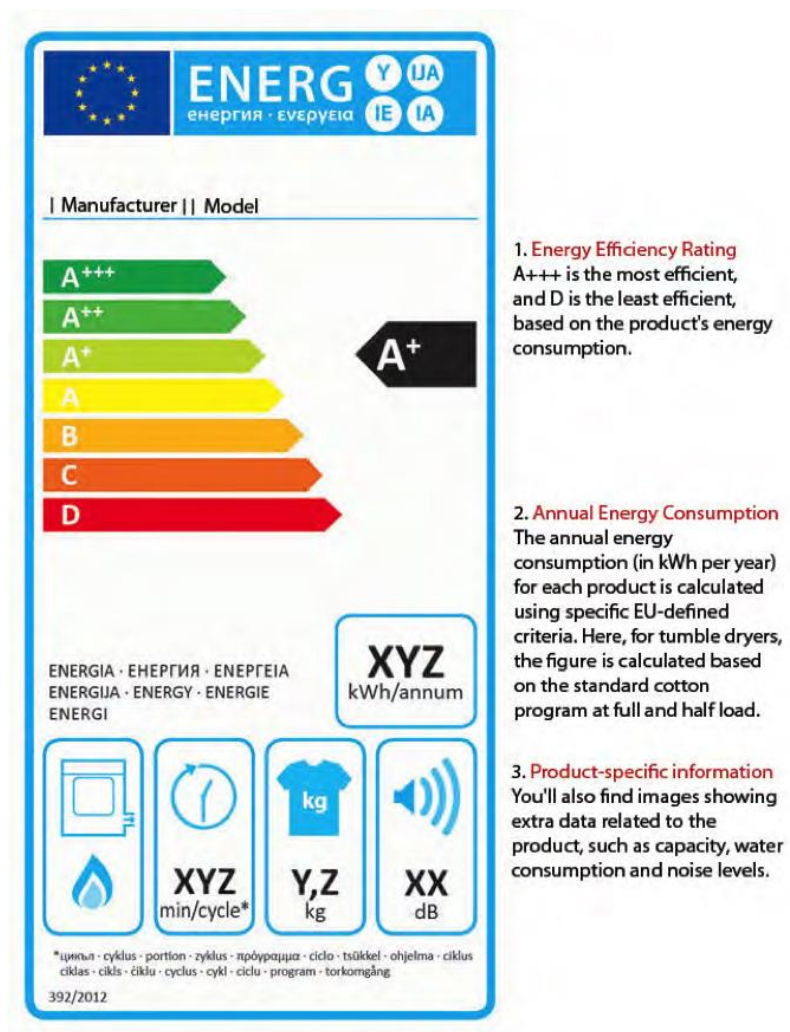 ENERG Y IJA
енергия · ενεργεια IE IA
| Manufacturer || Model
A+++
A++
A+
A
B
C
D
A+
1. Energy Efficiency Rating
A+++ is the most efficient,
and D is the least efficient,
based on the product's energy
consumption.
2. Annual Energy Consumption
The annual energy
consumption (in kWh per year)
for each product is calculated
using specific EU-defined
criteria. Here, for tumble dryers,
the figure is calculated based
on the standard cotton
program at full and half load.
ENERGIA · ЕНЕРГИЯ · ΕΝΕΡΓΕΙΑ
ENERGIJA · ENERGY · ENERGIE
ENERGI
XYZ
kWh/annum
3. Product-specific information
You'll also find images showing
extra data related to the
product, such as capacity, water
consumption and noise levels.
XYZ
min/cycle*
kg
Y,Z
kg
XX
dB
*цикъл · cyklus · portion · zyklus · πρόγραμμα · ciclo · tsükkel · ohjelma · ciklus
ciklas · cikls · ċiklu · cyclus · cykl · ciclu · program · torkomgång
392/2012